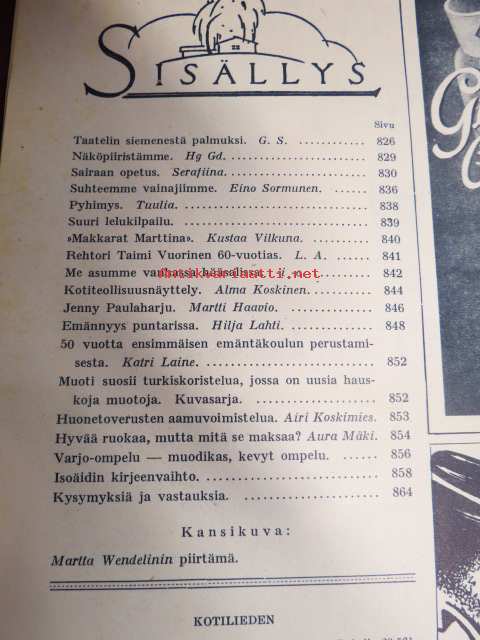 SISÄLLYS
Sivu
Taatelin siemenestä palmuksi. G. S. ............ 826
Näköpiiristämme. Hg Gd. ........................ 829
Sairaan opetus. Serafiina. ........................ 830
Suhteemme vainajiimme. Eino Sormunen. ........ 836
Pyhimys. Tuulia. ................................ 838
Suuri lelukilpailu. ................................ 839
»Makkarat Marttina». Kustaa Vilkuna. .......... 840
Rehtori Taimi Vuorinen 60-vuotias. L. A. ...... 841
Me asumme 842
antikvariaatti.net
Kotiteollisuusnäyttely. Alma Koskinen. .......... 844
Jenny Paulaharju. Martti Haavio. ................ 846
Emännyys puntarissa. Hilja Lahti. .............. 848
50 vuotta ensimmäisen emäntäkoulun perustami-
sesta. Katri Laine. ........................ 852
Muoti suosii turkiskoristelua, jossa on uusia haus-
koja muotoja. Kuvasarja. .................... 852
Huonetoverusten aamuvoimistelua. Airi Koskimies. 853
Hyvää ruokaa, mutta mitä se maksaa? Aura Mäki. 854
Varjo-ompelu — muodikas, kevyt ompelu. ...... 856
Isoäidin kirjeenvaihto. .......................... 858
Kysymyksiä ja vastauksia. ...................... 864
Kansikuva:
Martta Wendelinin piirtämä.
KOTILIEDEN